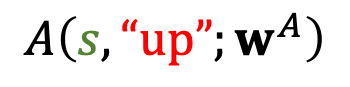 A(s, “up”; w^A)